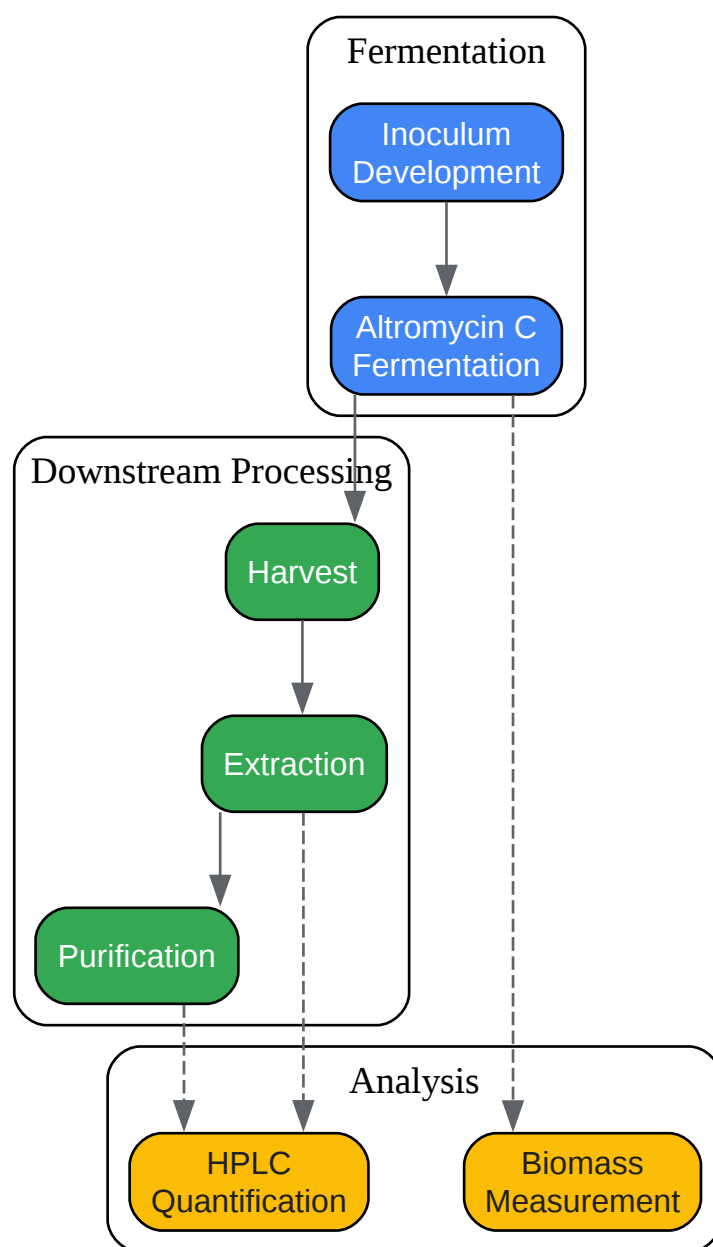 Fermentation
Inoculum
Development
Altromycin C
Fermentation
Downstream Processing
Harvest
Extraction
Purification
Analysis
HPLC
Quantification
Biomass
Measurement